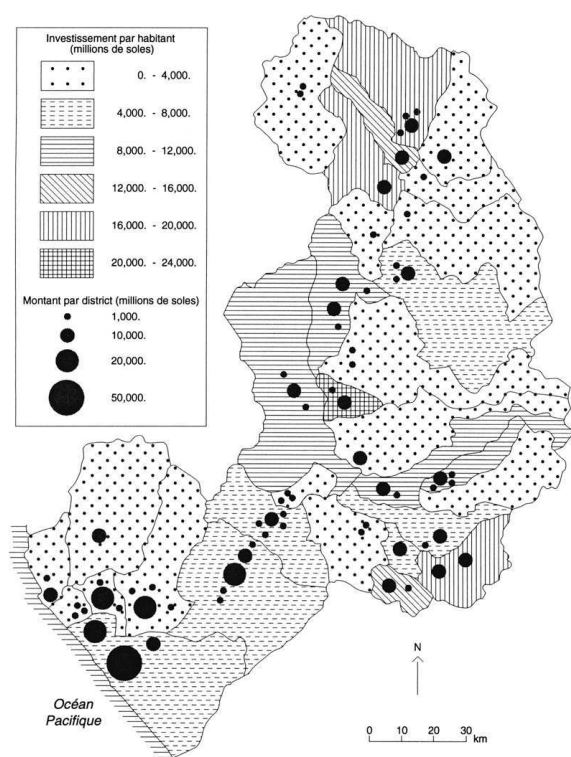 Investissement par habitant
(millions de soles)
0. - 4,000.
4,000. - 8,000.
8,000. - 12,000.
12,000. - 16,000.
16,000. - 20,000.
20,000. - 24,000.
Montant par district (millions de soles)
1,000.
10,000.
20,000.
50,000.
N
Océan
Pacifique
0 10 20 30
km